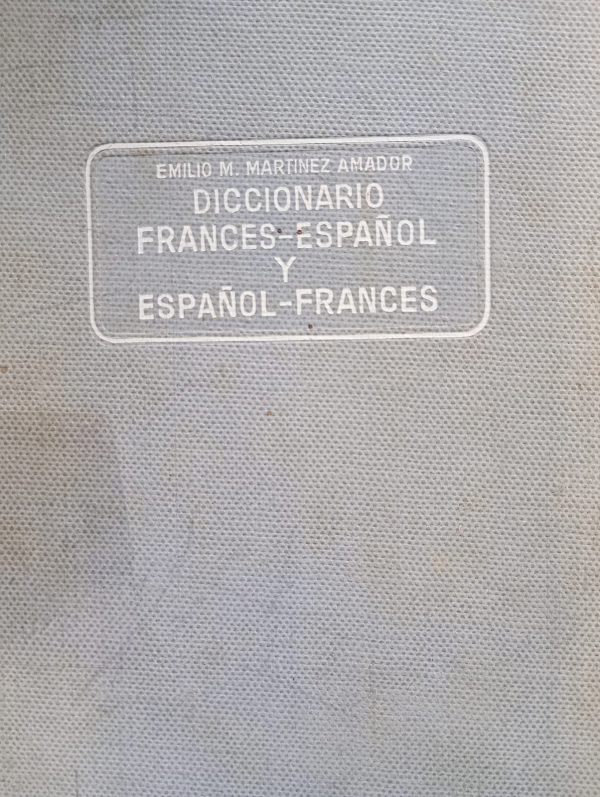 EMILIO M. MARTINEZ AMADOR
DICCIONARIO
FRANCES-ESPAÑOL
Y
ESPAÑOL-FRANCES